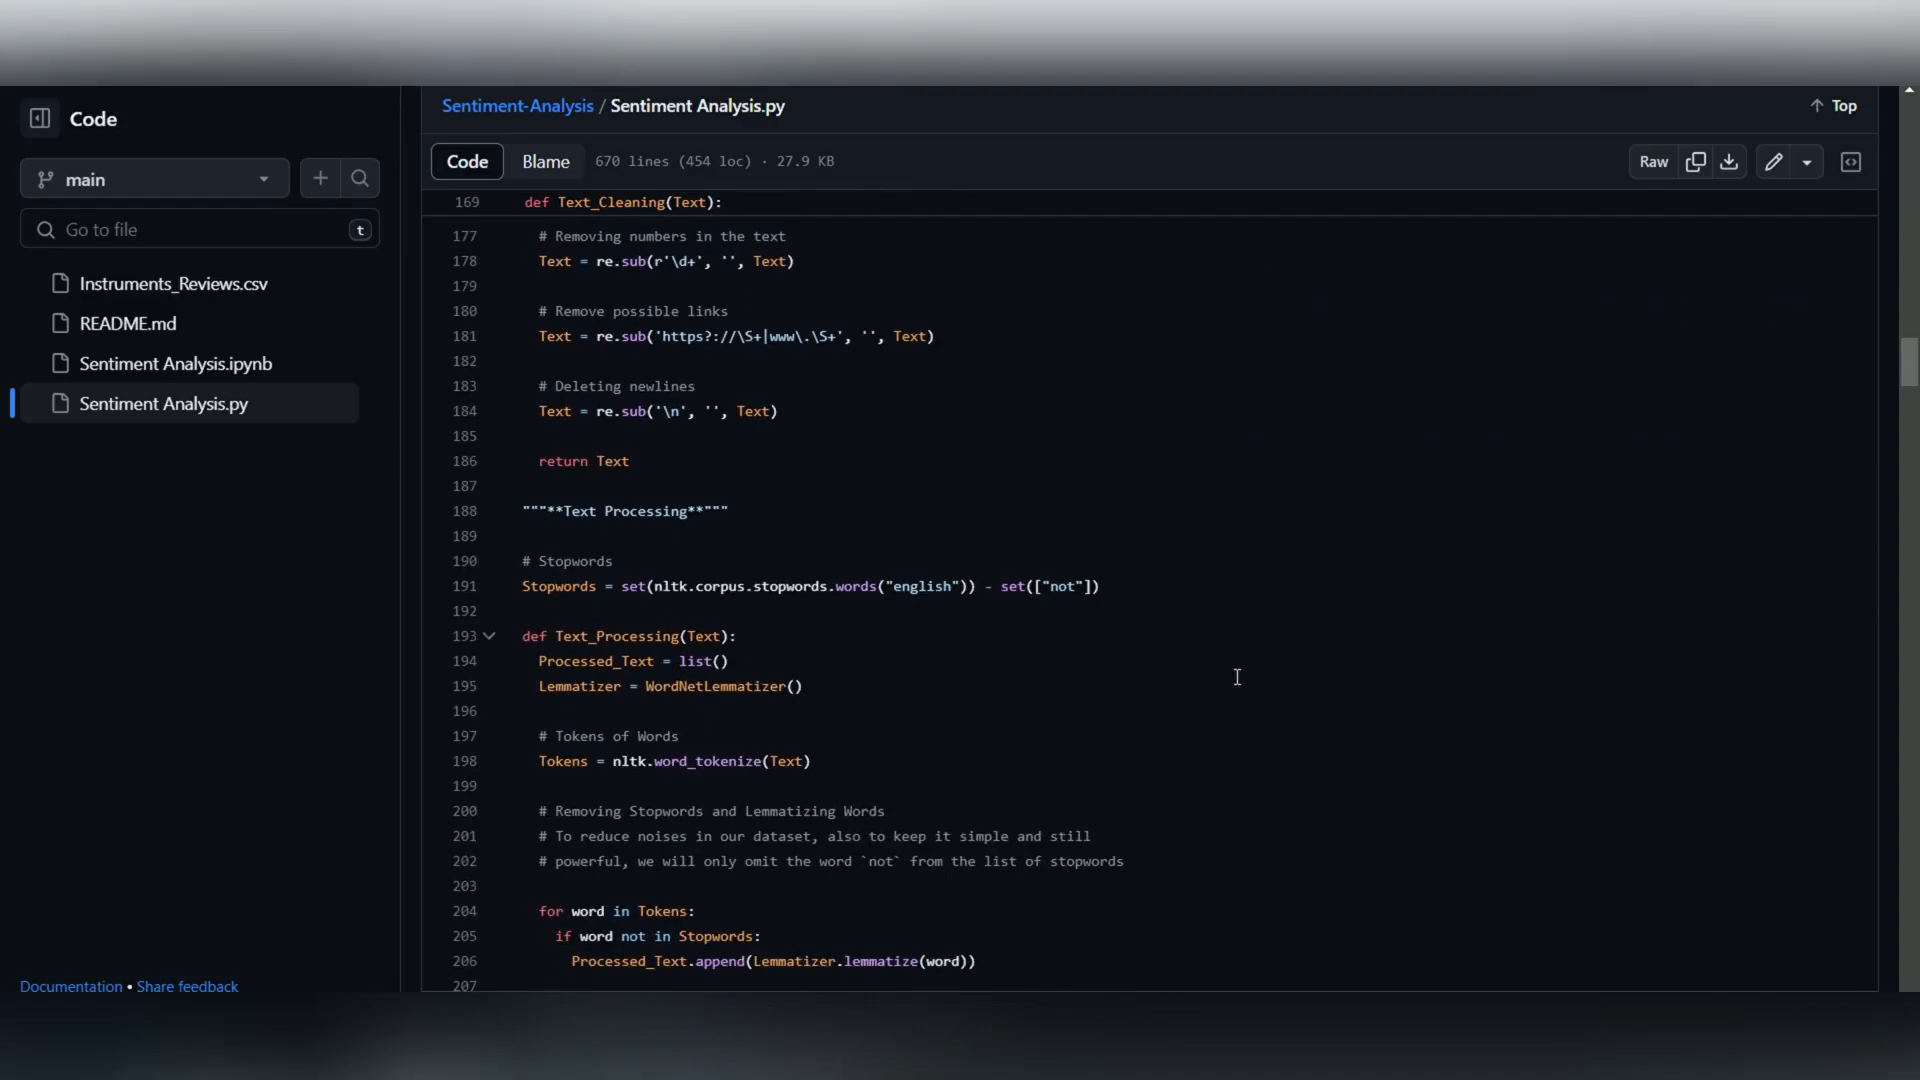 Code
main
Go to file
t
Instruments_Reviews.csv
README.md
Sentiment Analysis.ipynb
Sentiment Analysis.py
Documentation • Share feedback
Sentiment-Analysis / Sentiment Analysis.py
Top
Code Blame 670 lines (454 loc) · 27.9 KB
Raw
169 def Text_Cleaning(Text):
177 # Removing numbers in the text
178 Text = re.sub(r'\d+', '', Text)
179
180 # Remove possible links
181 Text = re.sub('https?://\S+|www\.\S+', '', Text)
182
183 # Deleting newlines
184 Text = re.sub('\n', '', Text)
185
186 return Text
187
188 """**Text Processing**"""
189
190 # Stopwords
191 Stopwords = set(nltk.corpus.stopwords.words("english")) - set(["not"])
192
193 def Text_Processing(Text):
194 Processed_Text = list()
195 Lemmatizer = WordNetLemmatizer()
196
197 # Tokens of Words
198 Tokens = nltk.word_tokenize(Text)
199
200 # Removing Stopwords and Lemmatizing Words
201 # To reduce noises in our dataset, also to keep it simple and still
202 # powerful, we will only omit the word `not` from the list of stopwords
203
204 for word in Tokens:
205 if word not in Stopwords:
206 Processed_Text.append(Lemmatizer.lemmatize(word))
207